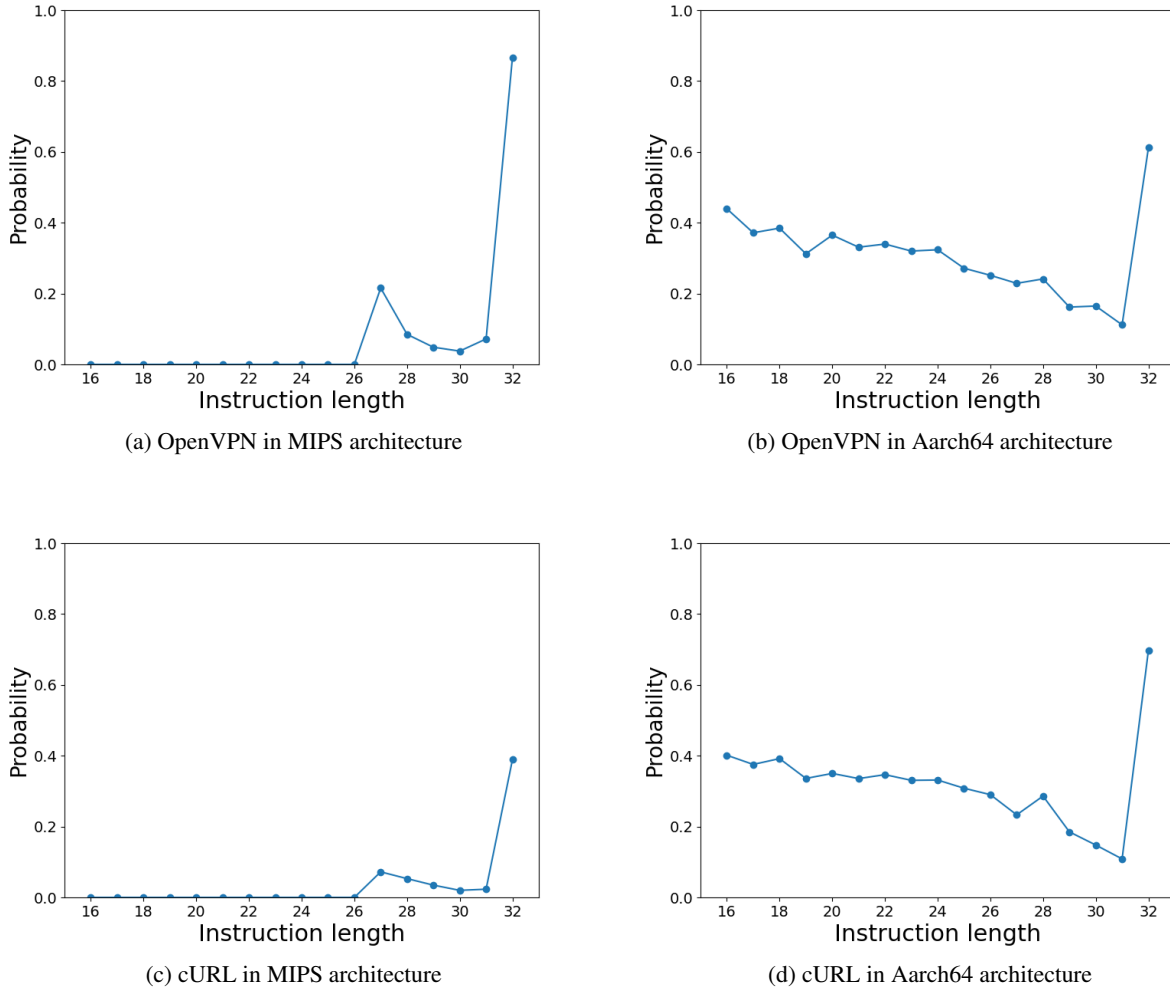 1.0
0.8
0.6
0.4
0.2
0.0
Probability
16 18 20 22 24 26 28 30 32
Instruction length
(a) OpenVPN in MIPS architecture
1.0
0.8
0.6
0.4
0.2
0.0
Probability
16 18 20 22 24 26 28 30 32
Instruction length
(b) OpenVPN in Aarch64 architecture
1.0
0.8
0.6
0.4
0.2
0.0
Probability
16 18 20 22 24 26 28 30 32
Instruction length
(c) cURL in MIPS architecture
1.0
0.8
0.6
0.4
0.2
0.0
Probability
16 18 20 22 24 26 28 30 32
Instruction length
(d) cURL in Aarch64 architecture